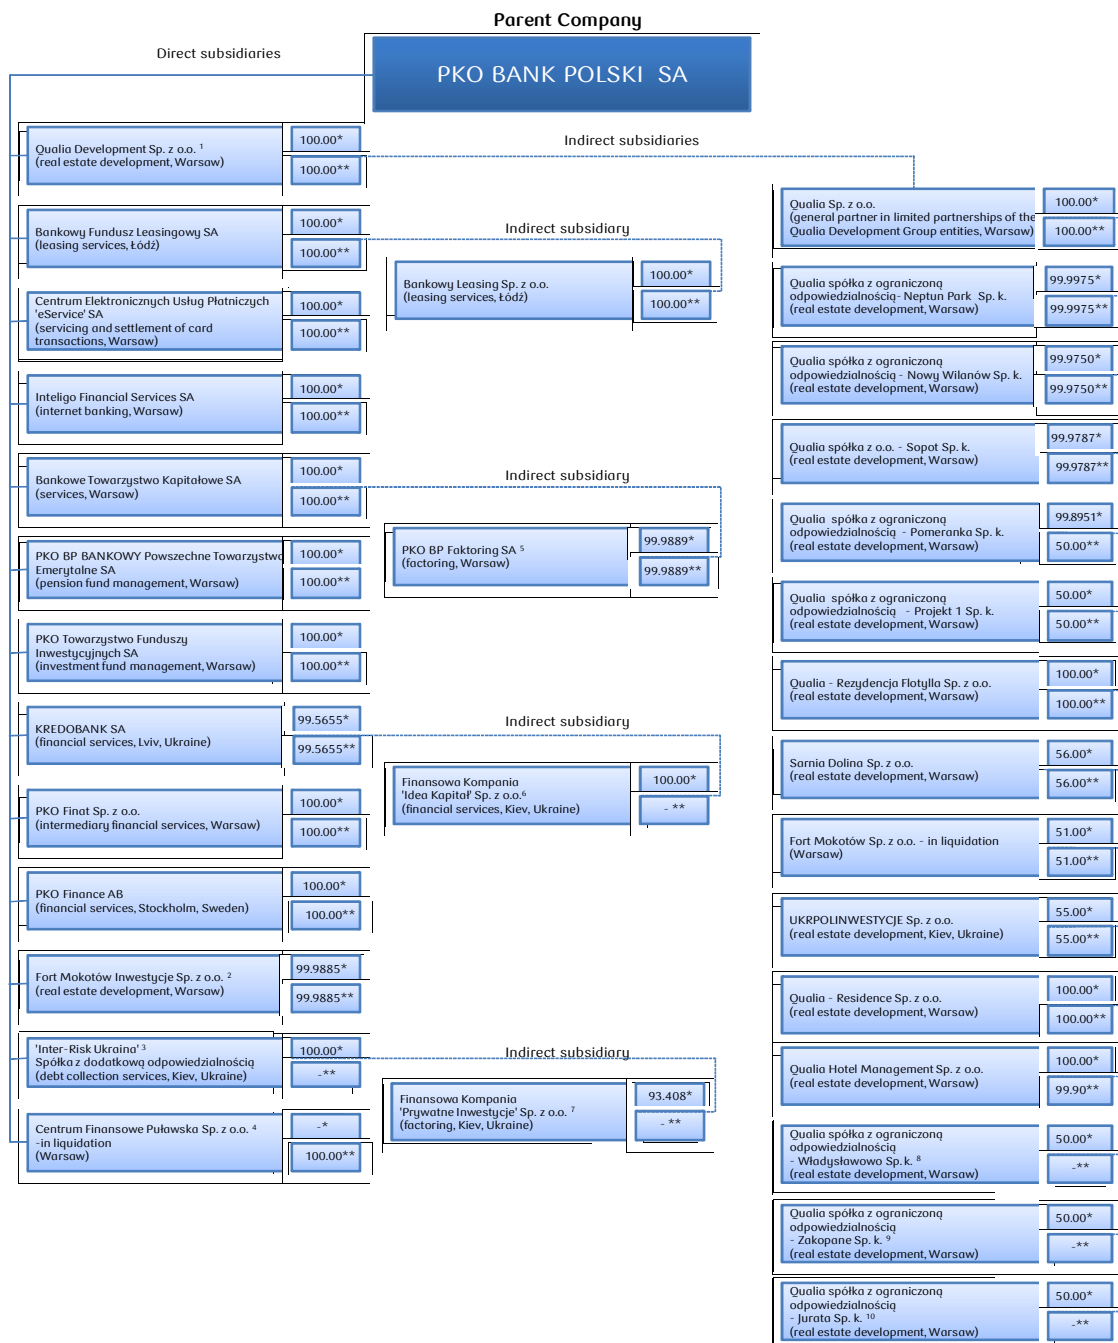 Parent Company
Direct subsidiaries
PKO BANK POLSKI SA
Indirect subsidiaries
Qualia Development Sp. z o.o. ¹
(real estate development, Warsaw)
100.00*
100.00**
Bankowy Fundusz Leasingowy SA
(leasing services, Łódź)
100.00*
100.00**
Centrum Elektronicznych Usług Płatniczych
'eService' SA
(servicing and settlement of card
transactions, Warsaw)
100.00*
100.00**
Inteligo Financial Services SA
(internet banking, Warsaw)
100.00*
100.00**
Bankowe Towarzystwo Kapitałowe SA
(services, Warsaw)
100.00*
100.00**
PKO BP BANKOWY Powszechne Towarzystwo
Emerytalne SA
(pension fund management, Warsaw)
100.00*
100.00**
PKO Towarzystwo Funduszy
Inwestycyjnych SA
(investment fund management, Warsaw)
100.00*
100.00**
KREDOBANK SA
(financial services, Lviv, Ukraine)
99.5655*
99.5655**
PKO Finat Sp. z o.o.
(intermediary financial services, Warsaw)
100.00*
100.00**
PKO Finance AB
(financial services, Stockholm, Sweden)
100.00*
100.00**
Fort Mokotów Inwestycje Sp. z o.o. ²
(real estate development, Warsaw)
99.9885*
99.9885**
'Inter-Risk Ukraina' ³
Spółka z dodatkową odpowiedzialnością
(debt collection services, Kiev, Ukraine)
100.00*
-**
Centrum Finansowe Puławska Sp. z o.o. ⁴
-in liquidation
(Warsaw)
-*
100.00**
Indirect subsidiary
Bankowy Leasing Sp. z o.o.
(leasing services, Łódź)
100.00*
100.00**
Indirect subsidiary
PKO BP Faktoring SA ⁵
(factoring, Warsaw)
99.9889*
99.9889**
Indirect subsidiary
Finansowa Kompania
'Idea Kapitał' Sp. z o.o.⁶
(financial services, Kiev, Ukraine)
100.00*
- **
Indirect subsidiary
Finansowa Kompania
'Prywatne Inwestycje' Sp. z o.o. ⁷
(factoring, Kiev, Ukraine)
93.408*
- **
Qualia Sp. z o.o.
(general partner in limited partnerships of the
Qualia Development Group entities, Warsaw)
100.00*
100.00**
Qualia spółka z ograniczoną
odpowiedzialność- Neptun Park Sp. k.
(real estate development, Warsaw)
99.9975*
99.9975**
Qualia spółka z ograniczoną
odpowiedzialnością - Nowy Wilanów Sp. k.
(real estate development, Warsaw)
99.9750*
99.9750**
Qualia spółka z o.o. - Sopot Sp. k.
(real estate development, Warsaw)
99.9787*
99.9787**
Qualia spółka z ograniczoną
odpowiedzialnością - Pomeranka Sp. k.
(real estate development, Warsaw)
99.8951*
50.00**
Qualia spółka z ograniczoną
odpowiedzialnością - Projekt 1 Sp. k.
(real estate development, Warsaw)
50.00*
50.00**
Qualia - Rezydencja Flotylla Sp. z o.o.
(real estate development, Warsaw)
100.00*
100.00**
Sarnia Dolina Sp. z o.o.
(real estate development, Warsaw)
56.00*
56.00**
Fort Mokotów Sp. z o.o. - in liquidation
(Warsaw)
51.00*
51.00**
UKRPOLINWESTYCJE Sp. z o.o.
(real estate development, Kiev, Ukraine)
55.00*
55.00**
Qualia - Residence Sp. z o.o.
(real estate development, Warsaw)
100.00*
100.00**
Qualia Hotel Management Sp. z o.o.
(real estate development, Warsaw)
100.00*
99.90**
Qualia spółka z ograniczoną
odpowiedzialnością
- Władysławowo Sp. k. ⁸
(real estate development, Warsaw)
50.00*
-**
Qualia spółka z ograniczoną
odpowiedzialnością
- Zakopane Sp. k. ⁹
(real estate development, Warsaw)
50.00*
-**
Qualia spółka z ograniczoną
odpowiedzialnością
- Jurata Sp. k. ¹⁰
(real estate development, Warsaw)
50.00*
-**